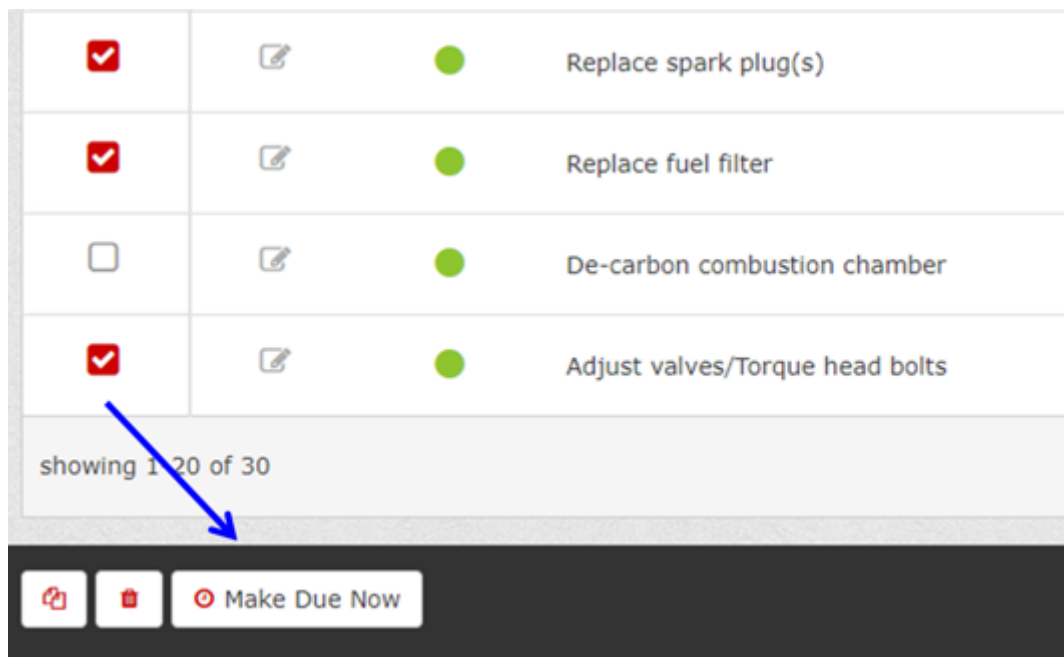 Replace spark plug(s)
Replace fuel filter
De-carbon combustion chamber
Adjust valves/Torque head bolts
showing 1-20 of 30
Make Due Now